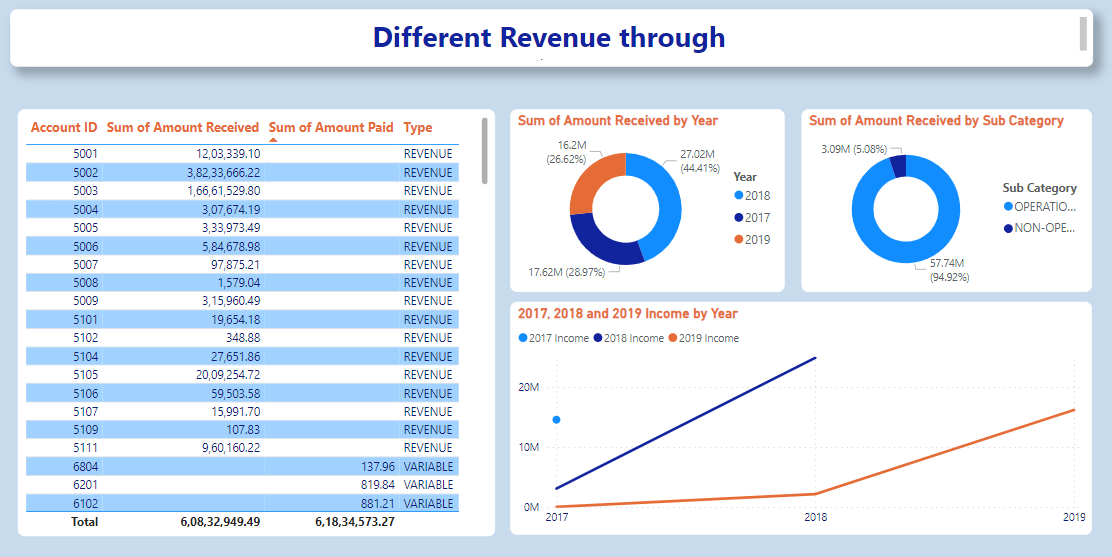 Different Revenue through
Account ID Sum of Amount Received Sum of Amount Paid Type
5001 12,03,339.10 REVENUE
5002 3,82,33,666.22 REVENUE
5003 1,66,61,529.80 REVENUE
5004 3,07,674.19 REVENUE
5005 3,33,973.49 REVENUE
5006 5,84,678.98 REVENUE
5007 97,875.21 REVENUE
5008 1,579.04 REVENUE
5009 3,15,960.49 REVENUE
5101 19,654.18 REVENUE
5102 348.88 REVENUE
5104 27,651.86 REVENUE
5105 20,09,254.72 REVENUE
5106 59,503.58 REVENUE
5107 15,991.70 REVENUE
5109 107.83 REVENUE
5111 9,60,160.22 REVENUE
6804 137.96 VARIABLE
6201 819.84 VARIABLE
6102 881.21 VARIABLE
Total 6,08,32,949.49 6,18,34,573.27
Sum of Amount Received by Year
16.2M
(26.62%)
27.02M
(44.41%)
17.62M (28.97%)
Year
2018
2017
2019
Sum of Amount Received by Sub Category
3.09M (5.08%)
57.74M
(94.92%)
Sub Category
OPERATIO...
NON-OPE...
2017, 2018 and 2019 Income by Year
2017 Income 2018 Income 2019 Income
20M
10M
0M
2017 2018 2019